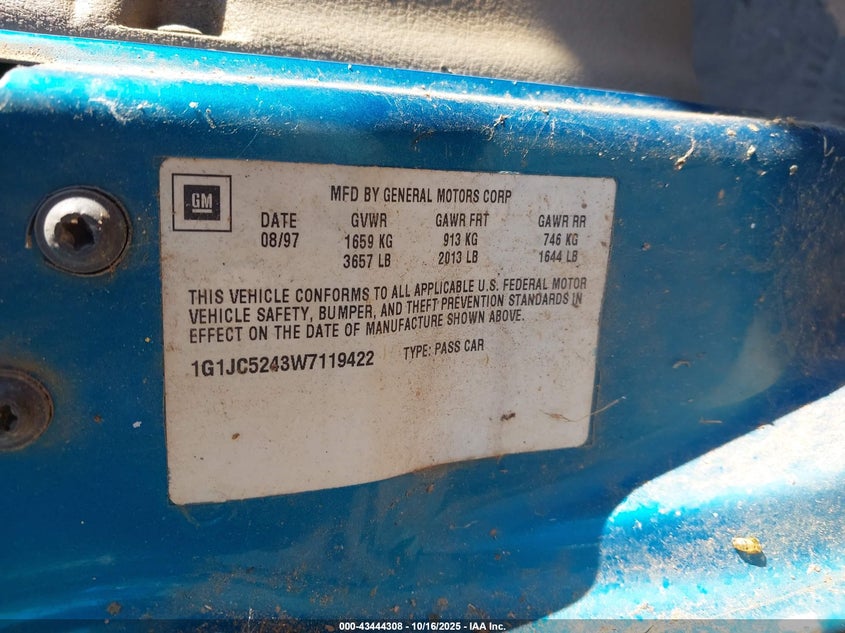 GM
MFD BY GENERAL MOTORS CORP
DATE GVWR GAWR FRT GAWR RR
08/97 1659 KG 913 KG 746 KG
3657 LB 2013 LB 1644 LB
THIS VEHICLE CONFORMS TO ALL APPLICABLE U.S. FEDERAL MOTOR
VEHICLE SAFETY, BUMPER, AND THEFT PREVENTION STANDARDS IN
EFFECT ON THE DATE OF MANUFACTURE SHOWN ABOVE.
1G1JC5243W7119422 TYPE: PASS CAR
000-43444308 - 10/16/2025 - IAA Inc.